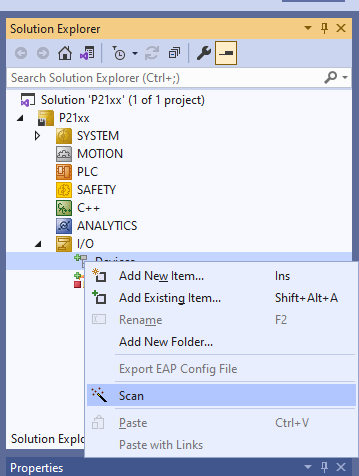 Solution Explorer
Search Solution Explorer (Ctrl+;)
Solution 'P21xx' (1 of 1 project)
P21xx
SYSTEM
MOTION
PLC
SAFETY
C++
ANALYTICS
I/O
Devices
Add New Item... Ins
Add Existing Item... Shift+Alt+A
Rename F2
Add New Folder...
Export EAP Config File
Scan
Paste Ctrl+V
Paste with Links
Solution Explo
Properties